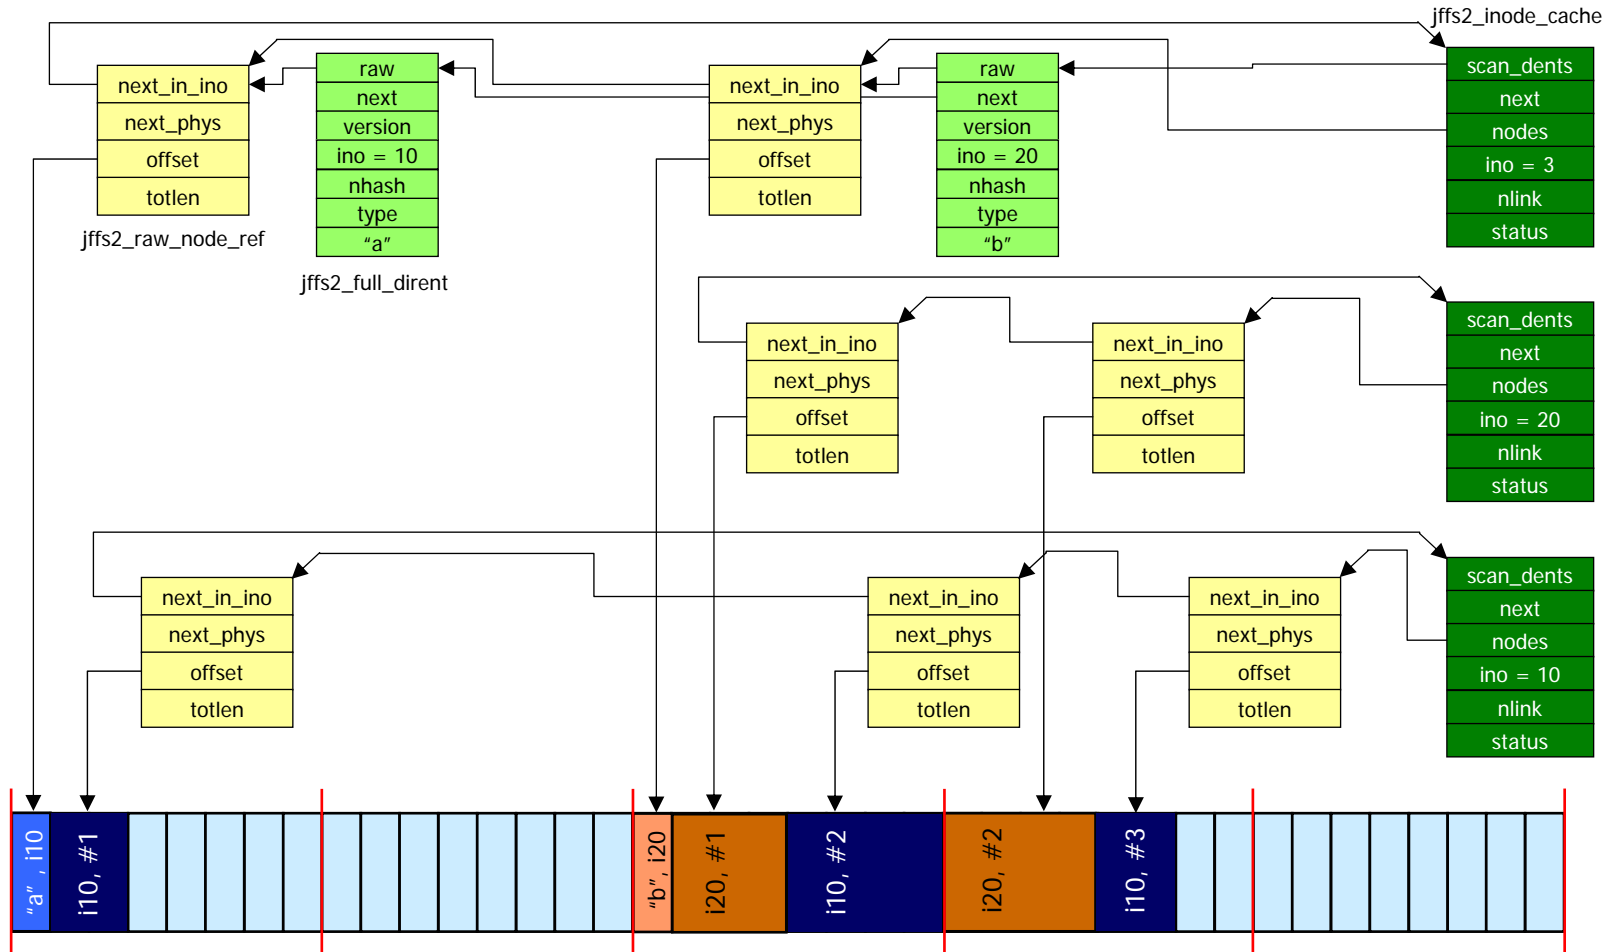 jffs2_inode_cache
next_in_ino
next_phys
offset
totlen
jffs2_raw_node_ref
raw
next
version
ino = 10
nhash
type
“a”
jffs2_full_dirent
next_in_ino
next_phys
offset
totlen
raw
next
version
ino = 20
nhash
type
“b”
scan_dents
next
nodes
ino = 3
nlink
status
next_in_ino
next_phys
offset
totlen
next_in_ino
next_phys
offset
totlen
scan_dents
next
nodes
ino = 20
nlink
status
next_in_ino
next_phys
offset
totlen
next_in_ino
next_phys
offset
totlen
next_in_ino
next_phys
offset
totlen
scan_dents
next
nodes
ino = 10
nlink
status
“a” , i10
i10, #1
“b”, i20
i20, #1
i10, #2
i20, #2
i10, #3